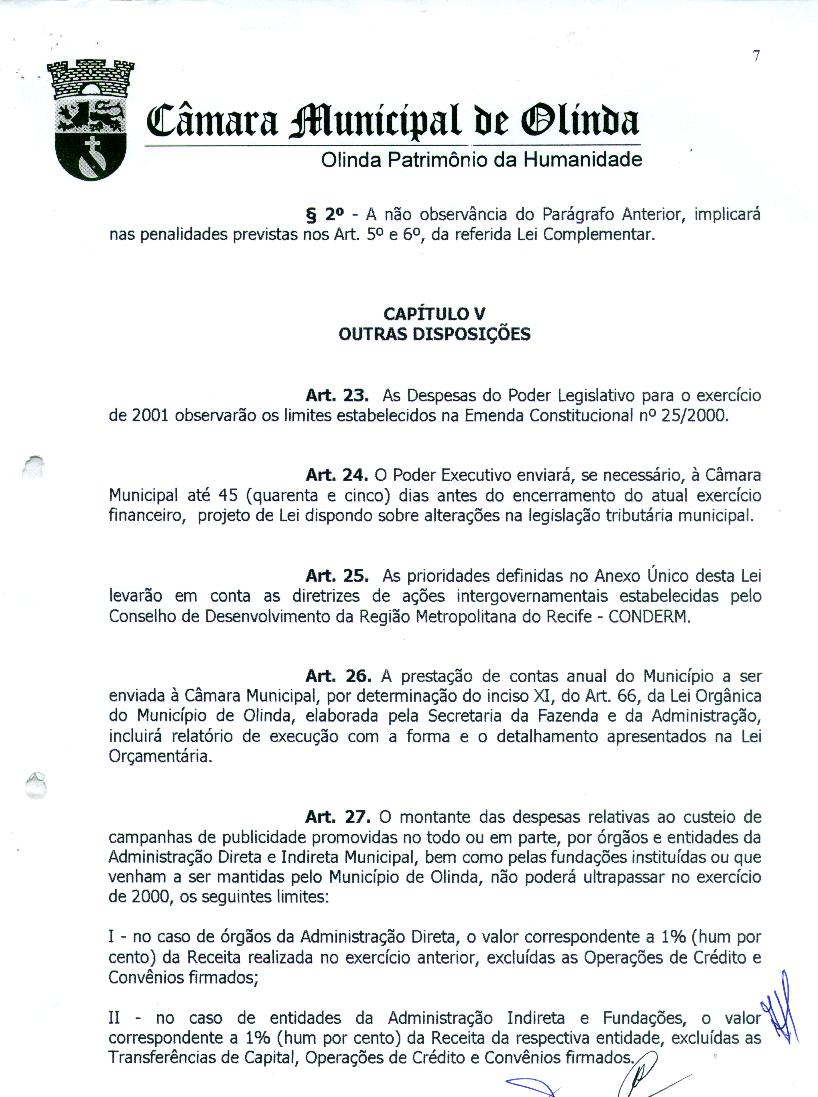 7
Câmara Municipal de Olinda
Olinda Patrimônio da Humanidade
§ 2º - A não observância do Parágrafo Anterior, implicará
nas penalidades previstas nos Art. 5º e 6º, da referida Lei Complementar.
CAPÍTULO V
OUTRAS DISPOSIÇÕES
Art. 23. As Despesas do Poder Legislativo para o exercício
de 2001 observarão os limites estabelecidos na Emenda Constitucional nº 25/2000.
Art. 24. O Poder Executivo enviará, se necessário, à Câmara
Municipal até 45 (quarenta e cinco) dias antes do encerramento do atual exercício
financeiro, projeto de Lei dispondo sobre alterações na legislação tributária municipal.
Art. 25. As prioridades definidas no Anexo Único desta Lei
levarão em conta as diretrizes de ações intergovernamentais estabelecidas pelo
Conselho de Desenvolvimento da Região Metropolitana do Recife - CONDERM.
Art. 26. A prestação de contas anual do Município a ser
enviada à Câmara Municipal, por determinação do inciso XI, do Art. 66, da Lei Orgânica
do Município de Olinda, elaborada pela Secretaria da Fazenda e da Administração,
incluirá relatório de execução com a forma e o detalhamento apresentados na Lei
Orçamentária.
Art. 27. O montante das despesas relativas ao custeio de
campanhas de publicidade promovidas no todo ou em parte, por órgãos e entidades da
Administração Direta e Indireta Municipal, bem como pelas fundações instituídas ou que
venham a ser mantidas pelo Município de Olinda, não poderá ultrapassar no exercício
de 2000, os seguintes limites:
I - no caso de órgãos da Administração Direta, o valor correspondente a 1% (hum por
cento) da Receita realizada no exercício anterior, excluídas as Operações de Crédito e
Convênios firmados;
II - no caso de entidades da Administração Indireta e Fundações, o valor
correspondente a 1% (hum por cento) da Receita da respectiva entidade, excluídas as
Transferências de Capital, Operações de Crédito e Convênios firmados.